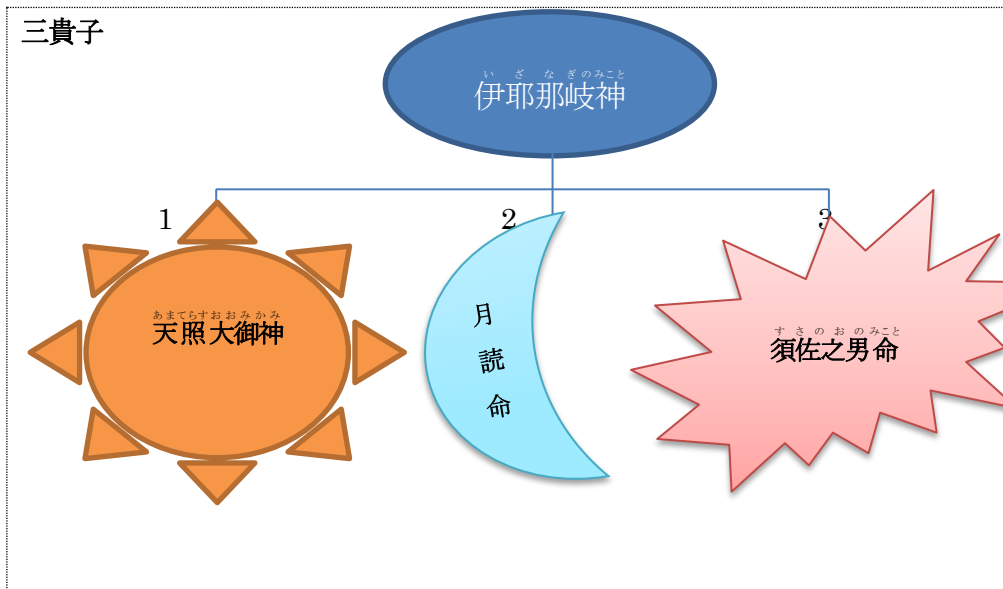 三貴子
いざなぎのみこと
伊耶那岐神
1
2
3
あまてらすおおみかみ
天照大御神
月
読
命
すさのおのみこと
須佐之男命